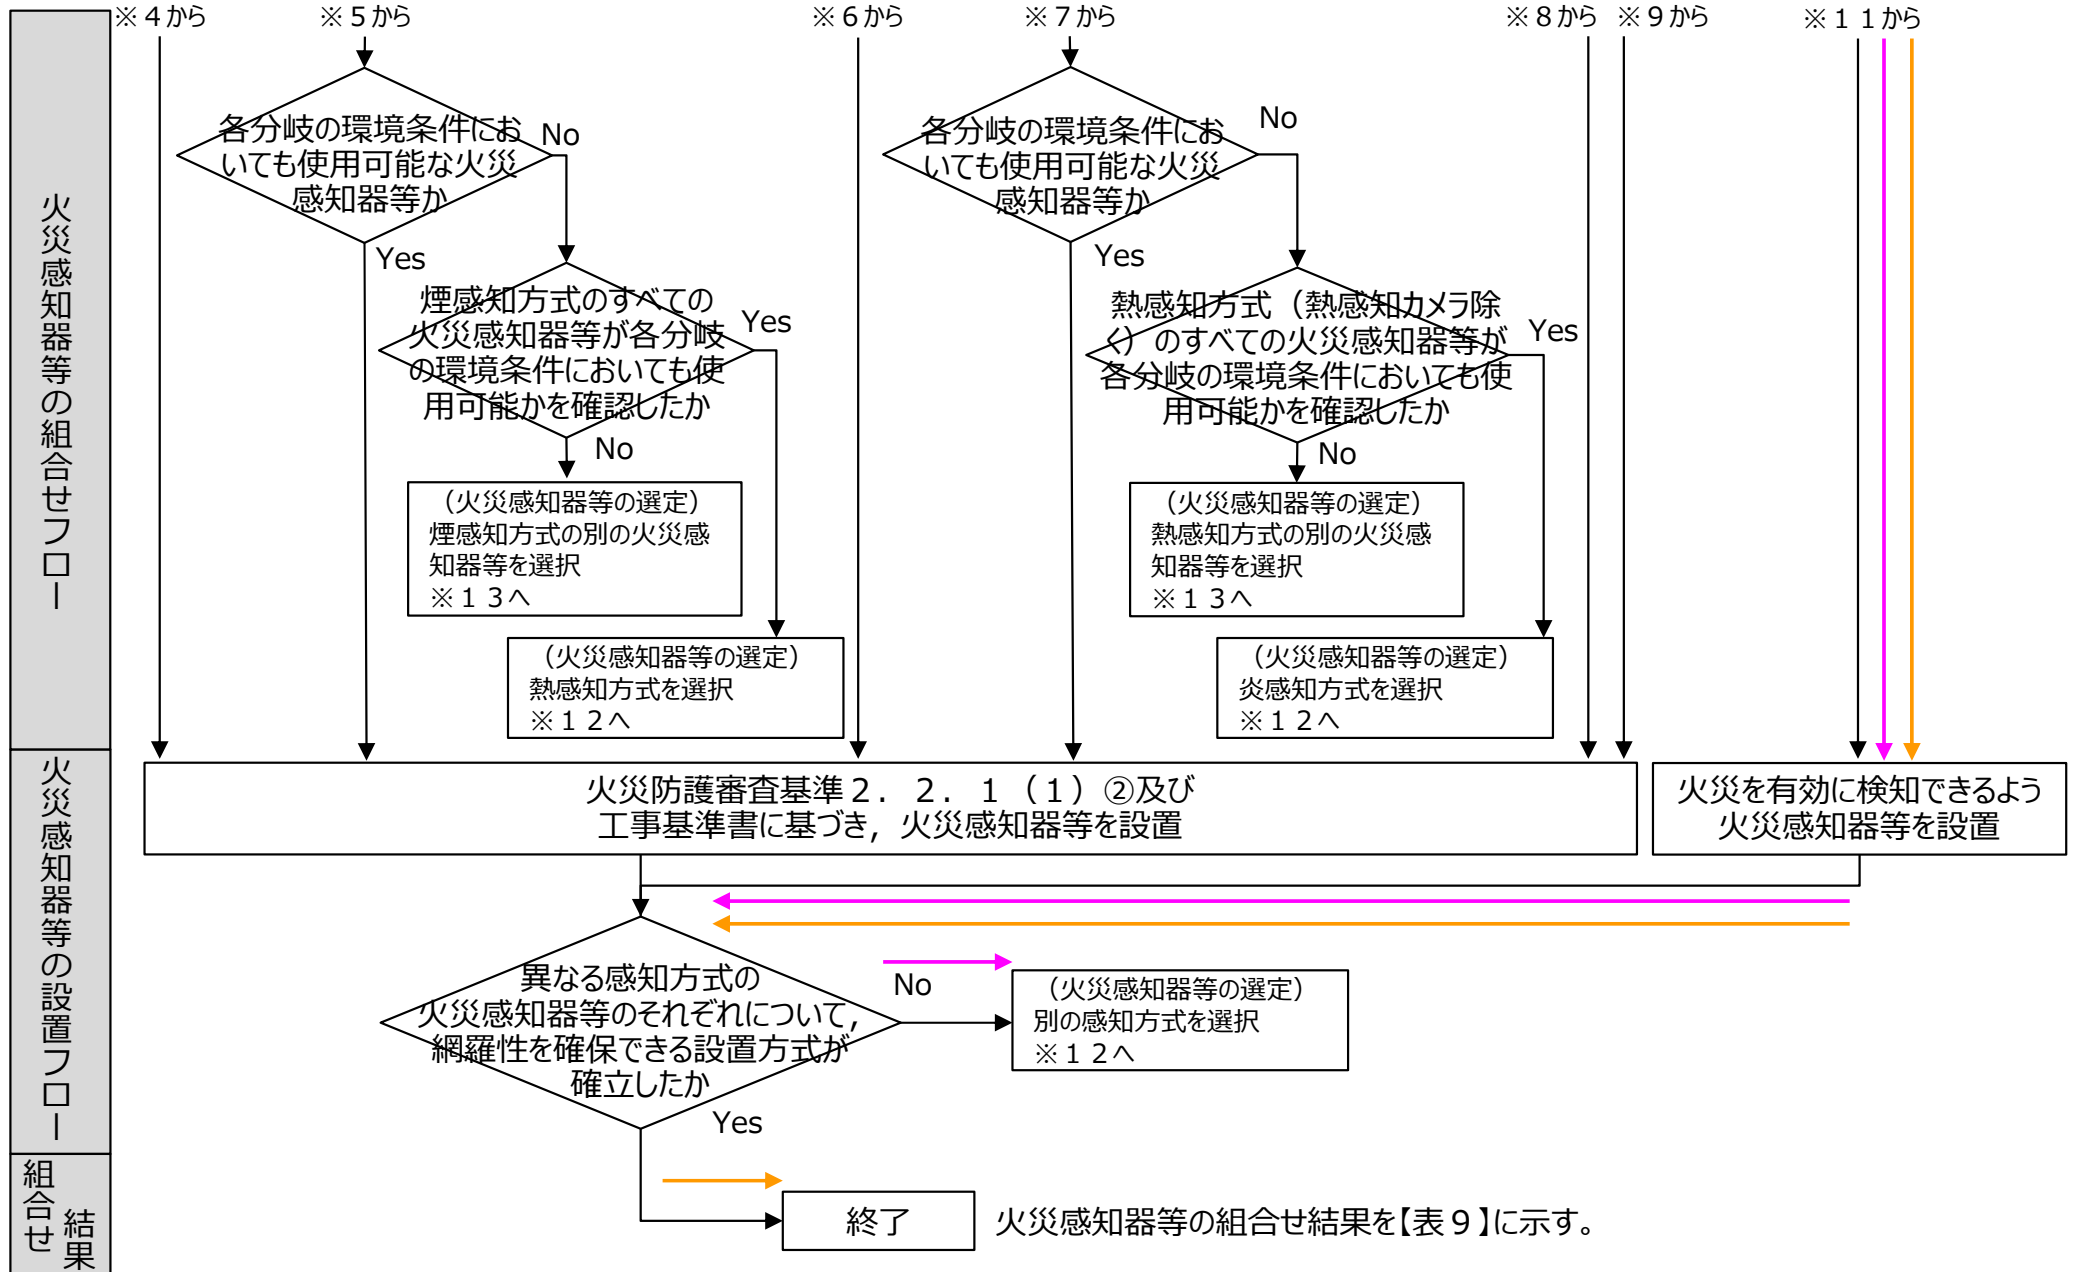 ※４から
※５から
※６から
※７から
※８から
※９から
※１１から
火災感知器等の組合せフロー
各分岐の環境条件にお
いても使用可能な火災
感知器等か
No
Yes
煙感知方式のすべての
火災感知器等が各分岐
の環境条件においても使
用可能かを確認したか
Yes
No
（火災感知器等の選定）
煙感知方式の別の火災感
知器等を選択
※１３へ
（火災感知器等の選定）
熱感知方式を選択
※１２へ
各分岐の環境条件にお
いても使用可能な火災
感知器等か
No
Yes
熱感知方式（熱感知カメラ除
く）のすべての火災感知器等が
各分岐の環境条件においても使
用可能かを確認したか
Yes
No
（火災感知器等の選定）
熱感知方式の別の火災感
知器等を選択
※１３へ
（火災感知器等の選定）
炎感知方式を選択
※１２へ
火災感知器等の設置フロー
火災防護審査基準２．２．１（１）②及び
工事基準書に基づき，火災感知器等を設置
火災を有効に検知できるよう
火災感知器等を設置
異なる感知方式の
火災感知器等のそれぞれについて，
網羅性を確保できる設置方式が
確立したか
No
（火災感知器等の選定）
別の感知方式を選択
※１２へ
Yes
組合せ
結果
終了
火災感知器等の組合せ結果を【表９】に示す。